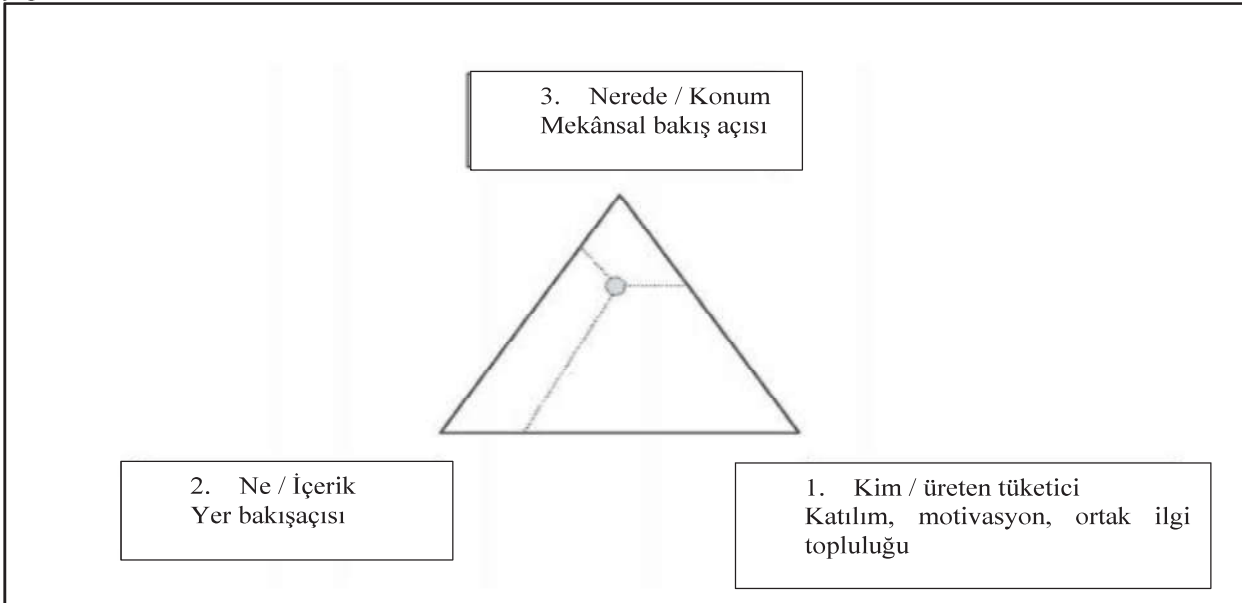 3. Nerede / Konum
Mekânsal bakış açısı
2. Ne / İçerik
Yer bakışaçısı
1. Kim / üreten tüketici
Katılım, motivasyon, ortak ilgi
topluluğu